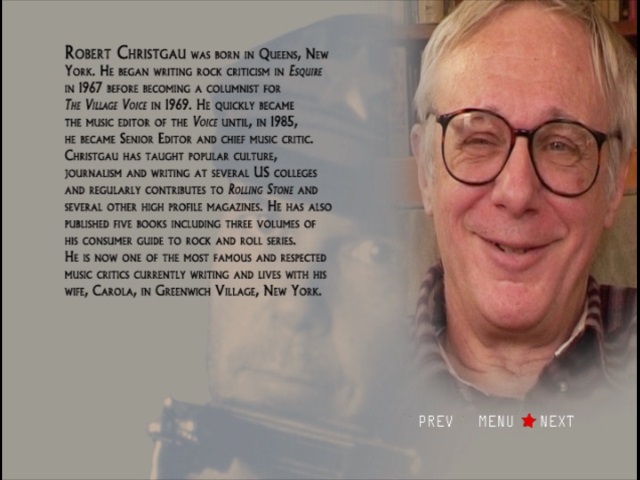 Robert Christgau was born in Queens, New
York. He began writing rock criticism in Esquire
in 1967 before becoming a columnist for
The Village Voice in 1969. He quickly became
the music editor of the Voice until, in 1985,
he became Senior Editor and chief music critic.
Christgau has taught popular culture,
journalism and writing at several US colleges
and regularly contributes to Rolling Stone and
several other high profile magazines. He has also
published five books including three volumes of
his consumer guide to rock and roll series.
He is now one of the most famous and respected
music critics currently writing and lives with his
wife, Carola, in Greenwich Village, New York.
PREV MENU NEXT